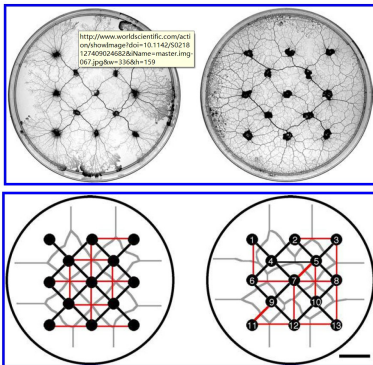 http://www.worldscientific.com/acti
on/showImage?doi=10.1142/S0218
127409024682&iName=master.img-
067.jpg&w=336&h=159
1 2 3
4 5
6 7 8
9 10
11 12 13